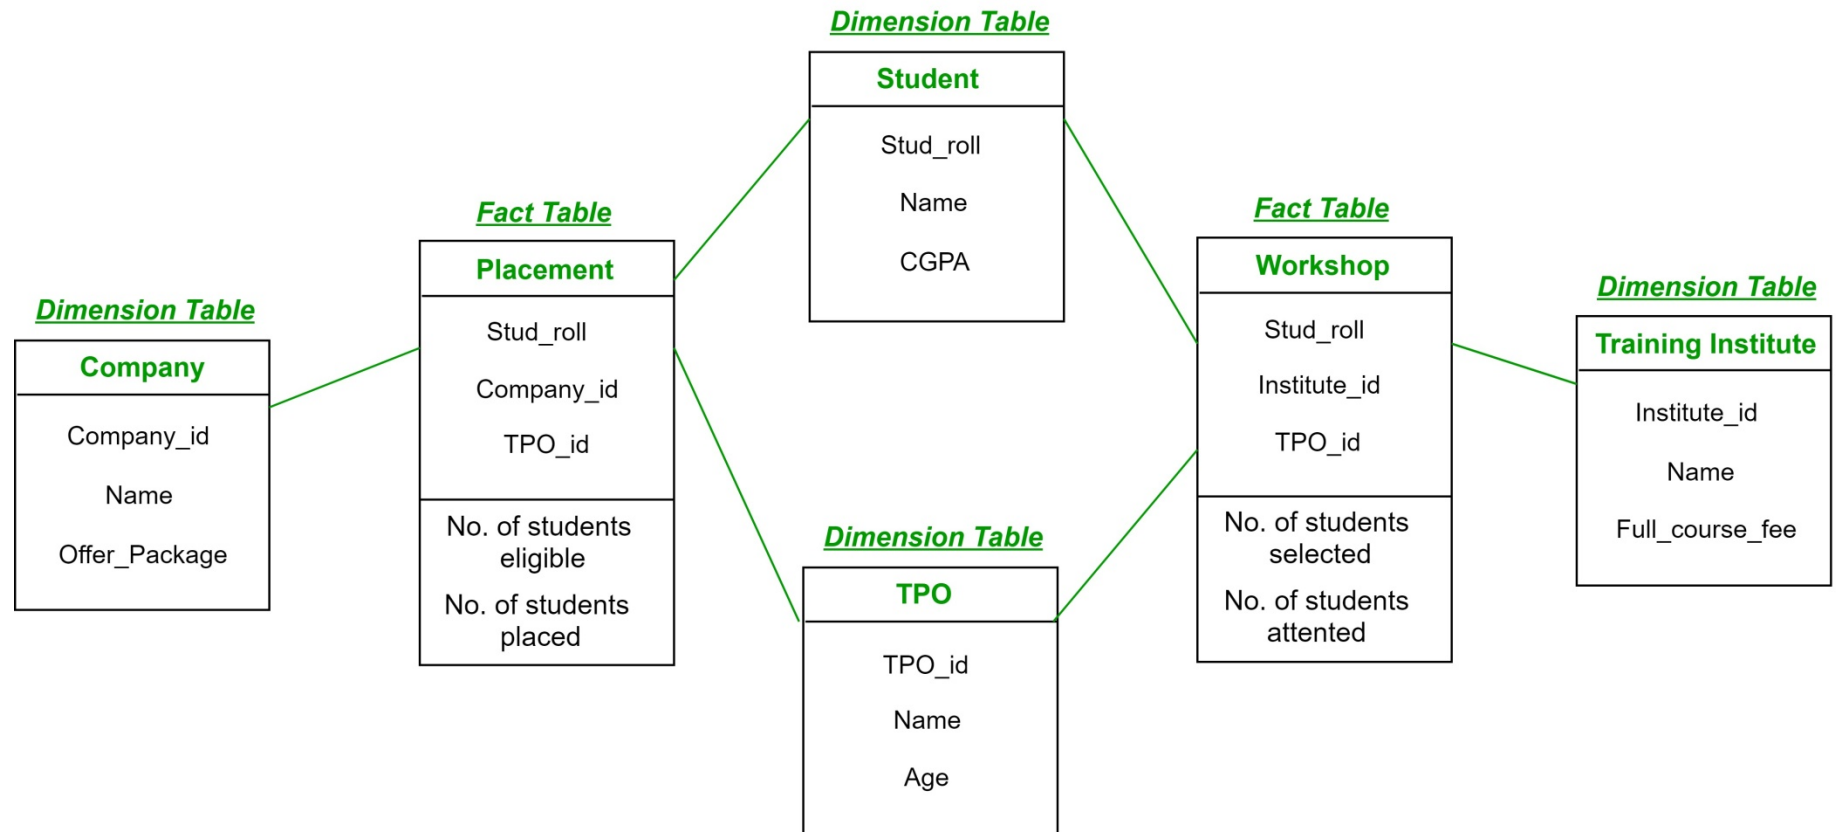 Dimension Table
Student
Stud_roll
Name
CGPA
Fact Table
Placement
Stud_roll
Company_id
TPO_id
No. of students
eligible
No. of students
placed
Fact Table
Workshop
Stud_roll
Institute_id
TPO_id
No. of students
selected
No. of students
attented
Dimension Table
Company
Company_id
Name
Offer_Package
Dimension Table
Training Institute
Institute_id
Name
Full_course_fee
Dimension Table
TPO
TPO_id
Name
Age